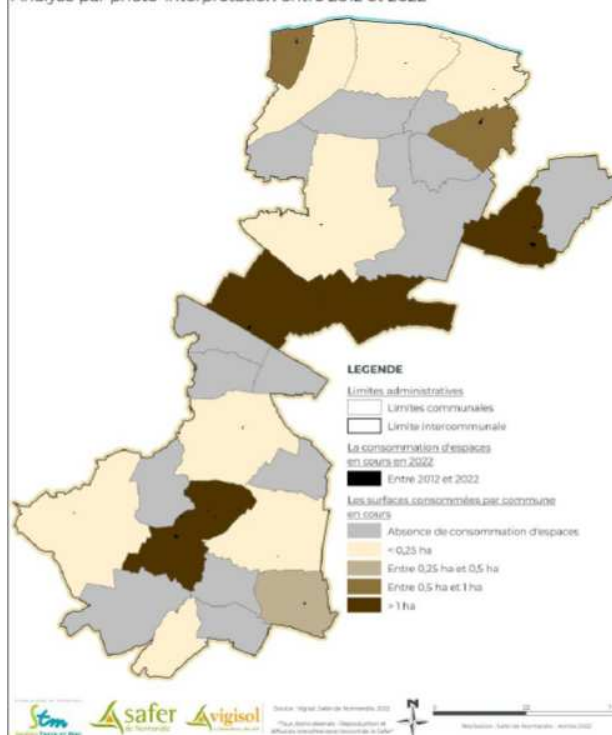 Analyse par photo-interprétation entre 2012 et 2022
LEGENDE
Limites administratives
Limites communales
Limite intercommunale
La consommation d'espaces
en cours en 2022
Entre 2012 et 2022
Les surfaces consommées par commune
en cours
Absence de consommation d'espaces
< 0,25 ha
Entre 0,25 ha et 0,5 ha
Entre 0,5 ha et 1 ha
> 1 ha
Stm
safer
de Normandie
vigisol
N